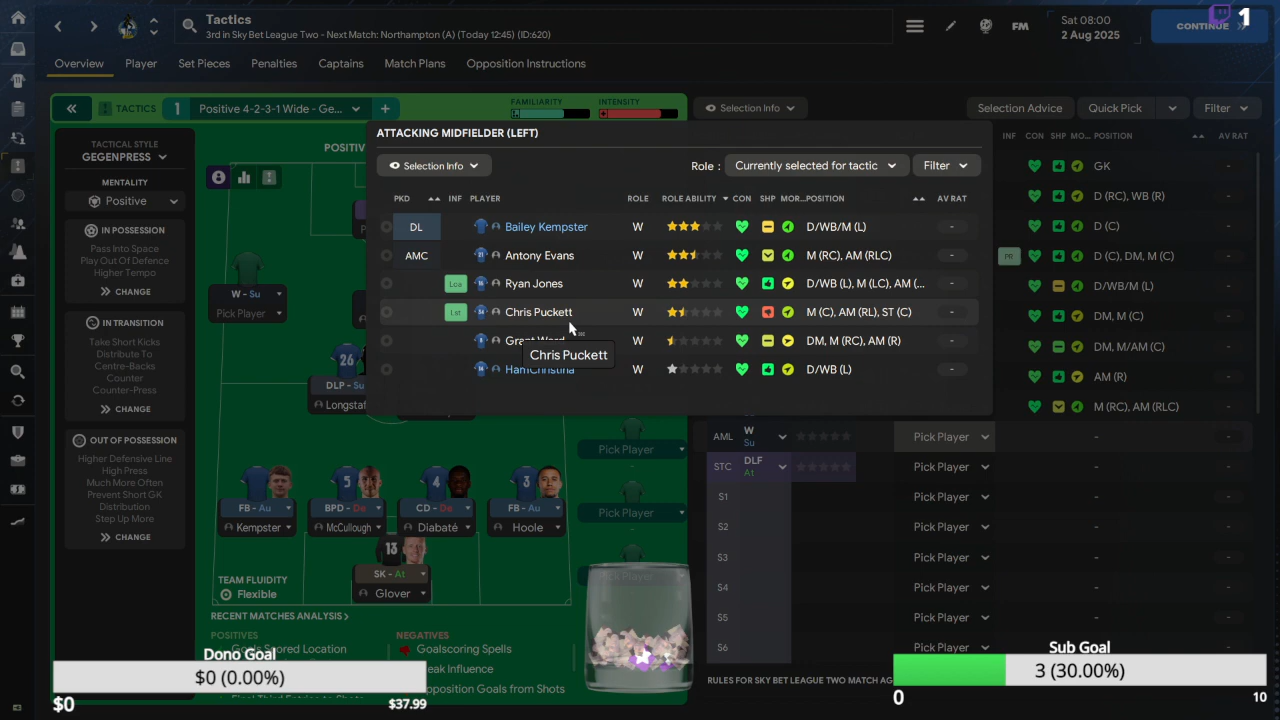 Tactics
3rd in Sky Bet League Two - Next Match: Northampton (A) (Today 12:45) (ID:620)
FM
Sat 08:00
2 Aug 2025
CONTINUE
1
Overview
Player
Set Pieces
Penalties
Captains
Match Plans
Opposition Instructions
TACTICS
1
Positive 4-2-3-1 Wide - Ge...
FAMILIARITY
INTENSITY
Selection Info
Selection Advice
Quick Pick
Filter
TACTICAL STYLE
GEGENPRESS
MENTALITY
Positive
IN POSSESSION
Pass Into Space
Play Out Of Defence
Higher Tempo
CHANGE
IN TRANSITION
Take Short Kicks
Distribute To
Centre-Backs
Counter
Counter-Press
CHANGE
OUT OF POSSESSION
Higher Defensive Line
High Press
Much More Often
Prevent Short GK
Distribution
Step Up More
CHANGE
W - Su
Pick Player
26
DLP - Su
FB - Au
Kempster
5
BPD - De
McCullough
4
CD - De
Diabaté
3
FB - Au
Hoole
13
SK - At
Glover
TEAM FLUIDITY
Flexible
RECENT MATCHES ANALYSIS
POSITIVES
Goals Scored Location
NEGATIVES
Goalscoring Spells
Opposition Goals from Shots
ATTACKING MIDFIELDER (LEFT)
Selection Info
Role :
Currently selected for tactic
Filter
PKD INF PLAYER ROLE ROLE ABILITY CON SHP MOR... POSITION AV RAT
DL Bailey Kempster W D/WB/M (L) -
AMC Antony Evans W M (RC), AM (RLC) -
Loa Ryan Jones W D/WB (L), M (LC), AM (... -
Lst Chris Puckett W M (C), AM (RL), ST (C) -
W DM, M (RC), AM (R) -
W D/WB (L) -
Chris Puckett
INF CON SHP MO... POSITION AV RAT
GK -
D (RC), WB (R) -
D (C) -
PR D (C), DM, M (C) -
D/WB/M (L) -
DM, M (C) -
DM, M/AM (C) -
AM (R) -
M (RC), AM (RLC) -
AML W Su Pick Player - -
STC DLF At Pick Player - -
S1 Pick Player - -
S2 Pick Player - -
S3 Pick Player - -
S4 Pick Player - -
S5 Pick Player - -
S6 Pick Player - -
Pick Player
Pick Player
Pick Player
Dono Goal
$0 (0.00%)
$0
$37.99
Sub Goal
3 (30.00%)
0
10